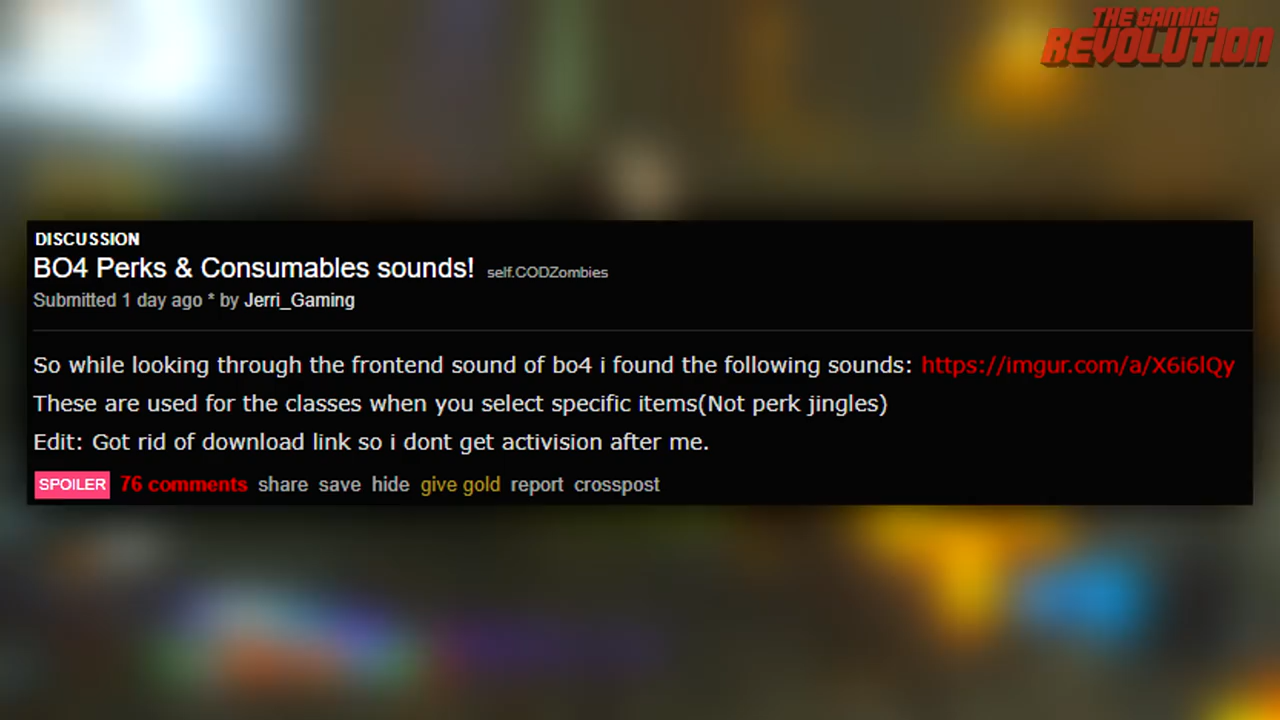 THE GAMING
REVOLUTION
DISCUSSION
BO4 Perks & Consumables sounds! self.CODZombies
Submitted 1 day ago * by Jerri_Gaming
So while looking through the frontend sound of bo4 i found the following sounds: https://imgur.com/a/X6i6lQy
These are used for the classes when you select specific items(Not perk jingles)
Edit: Got rid of download link so i dont get activision after me.
SPOILER 76 comments share save hide give gold report crosspost